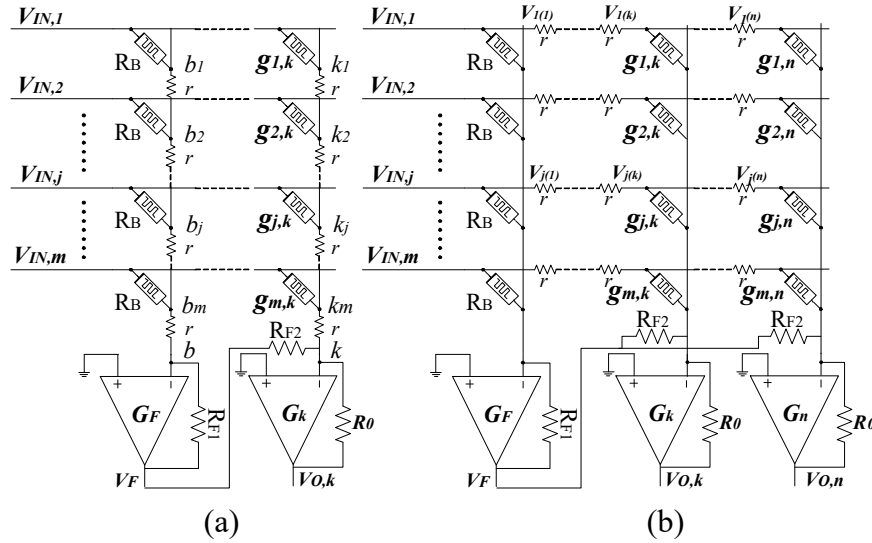 V_IN,1 V_IN,1 V_1(1) V_1(k) V_1(n)
r r r
R_B b_1 g_1,k k_1 R_B g_1,k g_1,n
r r
V_IN,2 V_IN,2
r r r
R_B b_2 g_2,k k_2 R_B g_2,k g_2,n
r r
V_IN,j V_IN,j V_j(1) V_j(k) V_j(n)
r r r
R_B b_j g_j,k k_j R_B g_j,k g_j,n
r r
V_IN,m V_IN,m
r r r
R_B b_m g_m,k k_m R_B g_m,k g_m,n
r R_F2 r R_F2 R_F2
b k
+ − + − + − + − + −
G_F R_F1 G_k R_0 G_F R_F1 G_k R_0 G_n R_0
V_F V_O,k V_F V_O,k V_O,n
(a) (b)